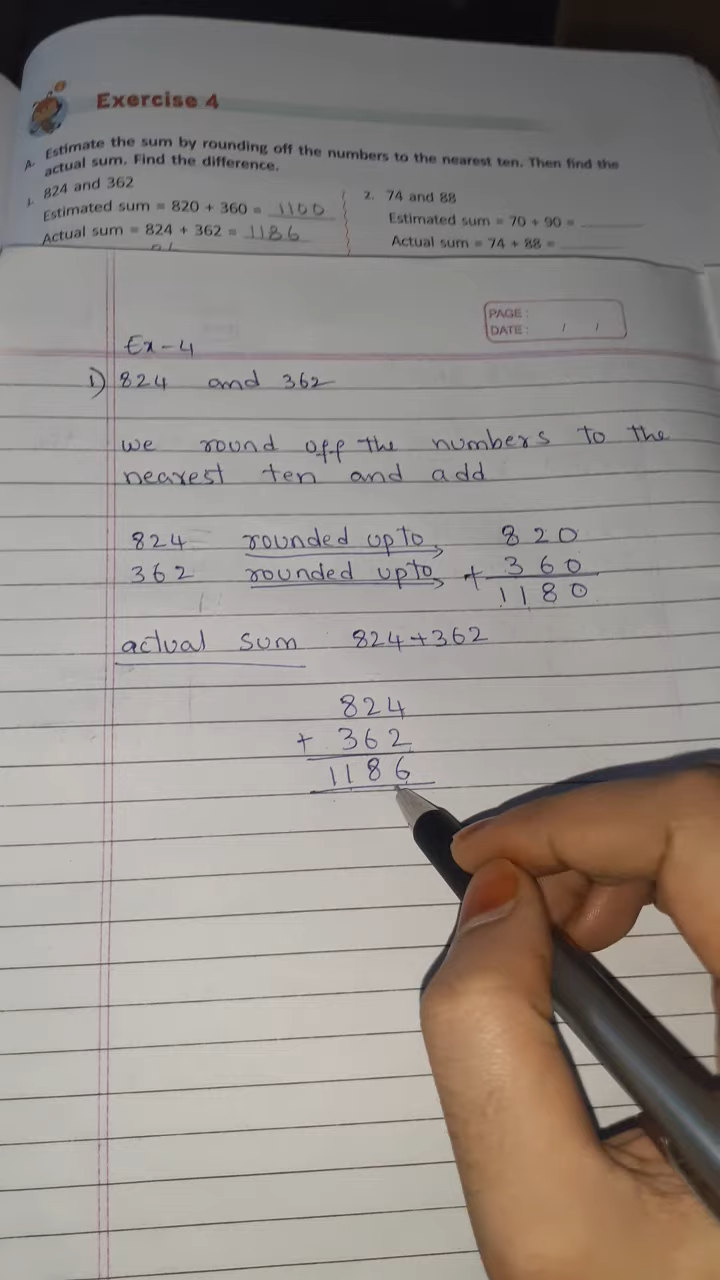 Exercise 4
A. Estimate the sum by rounding off the numbers to the nearest ten. Then find the
actual sum. Find the difference.
1. 824 and 362
Estimated sum = 820 + 360 = 1100
Actual sum = 824 + 362 = 1186
2. 74 and 88
Estimated sum = 70 + 90 =
Actual sum = 74 + 88 =
PAGE :
DATE : / /
Ex-4
1) 824 and 362
we round off the numbers to the
nearest ten and add
824 rounded upto 820
362 rounded upto + 360
1180
actual sum 824+362
824
+ 362
1186